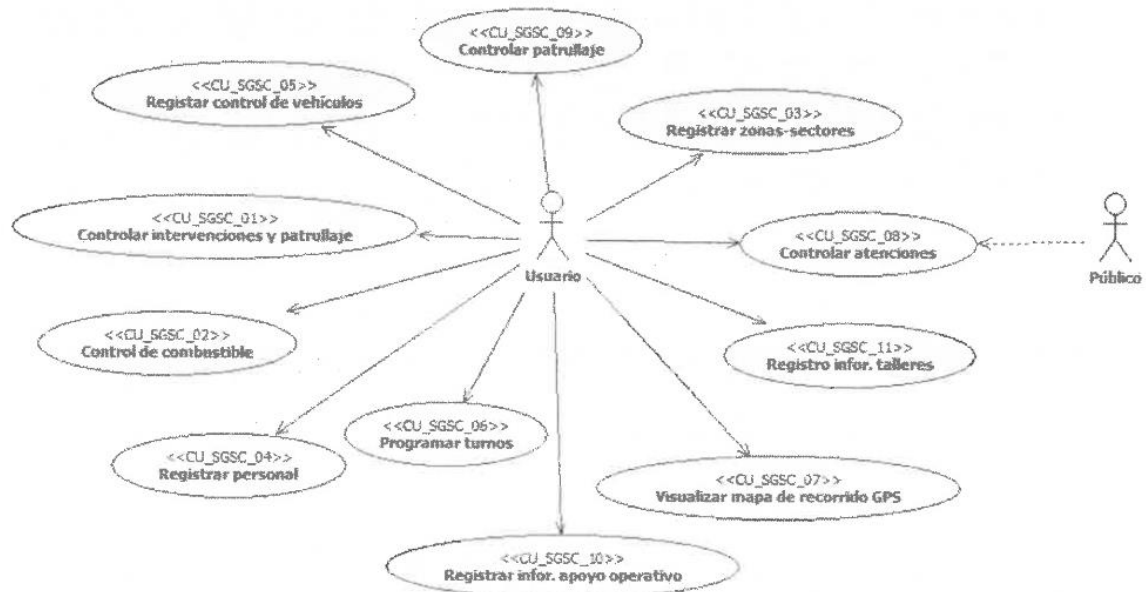 <<CU_SGSC_09>>
Controlar patrullaje
<<CU_SGSC_05>>
Registar control de vehículos
<<CU_SGSC_03>>
Registrar zonas-sectores
<<CU_SGSC_01>>
Controlar intervenciones y patrullaje
<<CU_SGSC_08>>
Controlar atenciones
Usuario
Público
<<CU_SGSC_02>>
Control de combustible
<<CU_SGSC_11>>
Registro infor. talleres
<<CU_SGSC_06>>
Programar turnos
<<CU_SGSC_04>>
Registrar personal
<<CU_SGSC_07>>
Visualizar mapa de recorrido GPS
<<CU_SGSC_10>>
Registrar infor. apoyo operativo